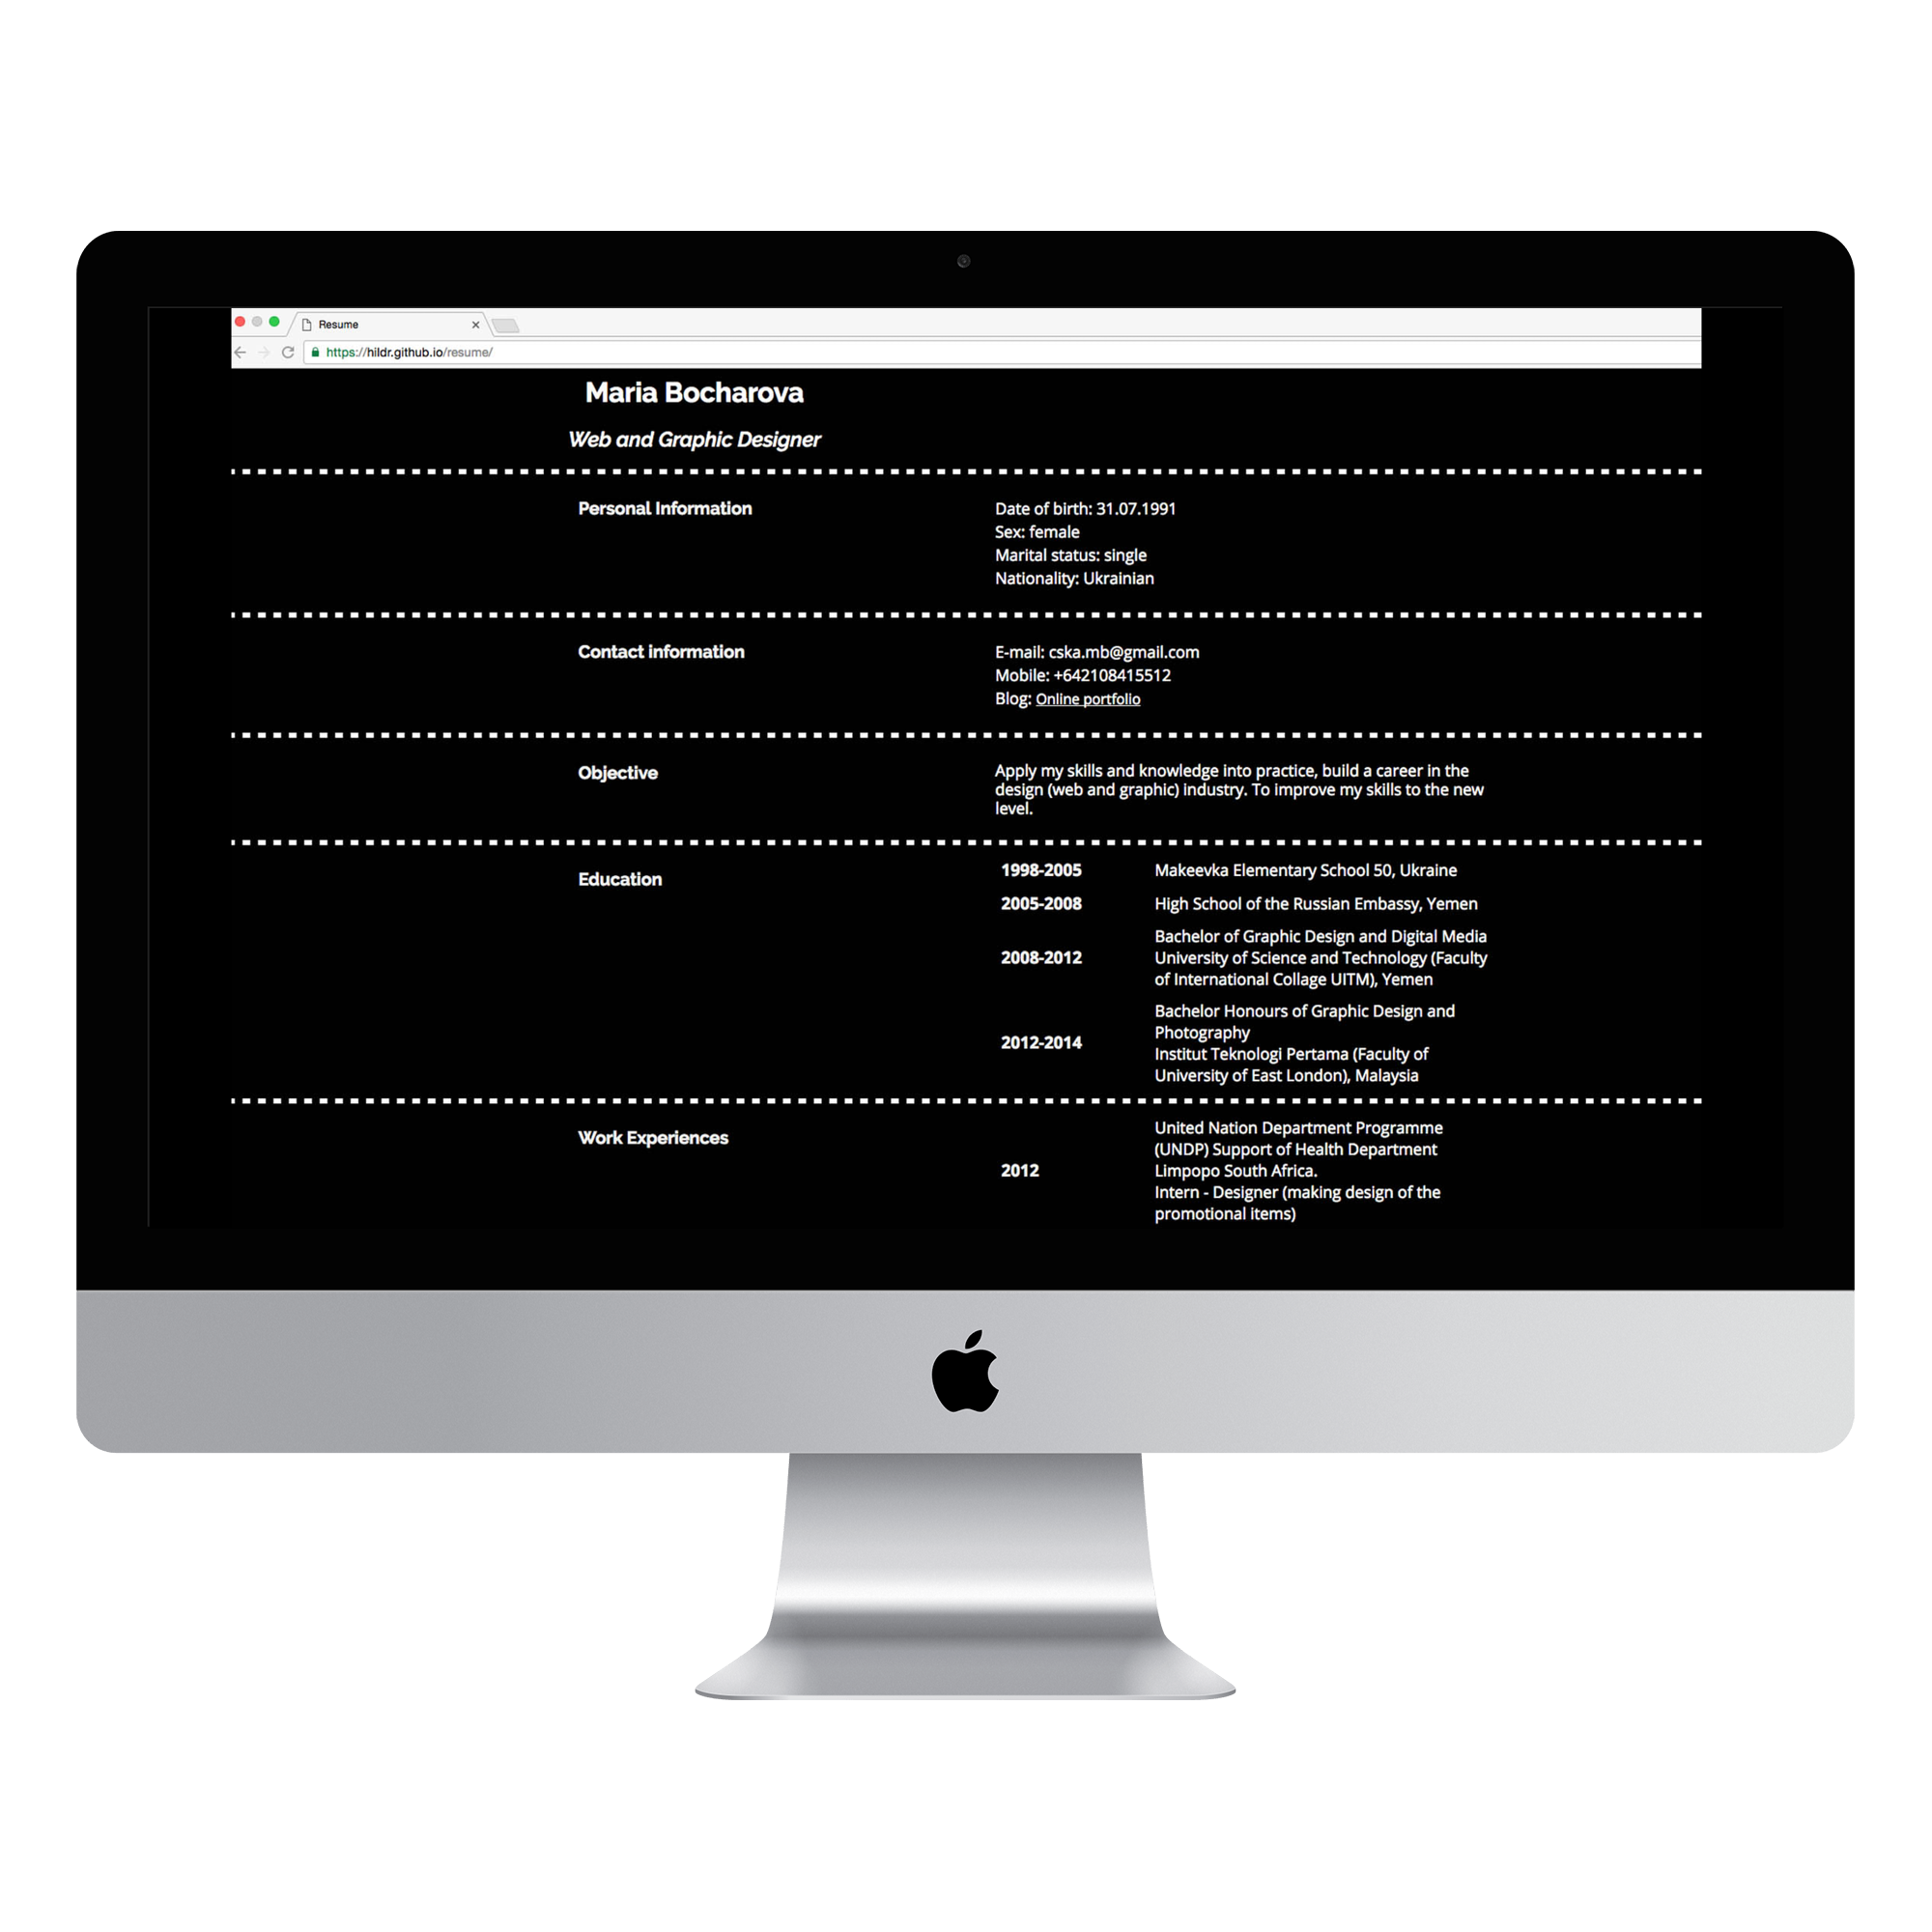 Resume
https://hildr.github.io/resume/
Maria Bocharova
Web and Graphic Designer
Personal Information
Date of birth: 31.07.1991
Sex: female
Marital status: single
Nationality: Ukrainian
Contact information
E-mail: cska.mb@gmail.com
Mobile: +642108415512
Blog: Online portfolio
Objective
Apply my skills and knowledge into practice, build a career in the
design (web and graphic) industry. To improve my skills to the new
level.
Education
1998-2005 Makeevka Elementary School 50, Ukraine
2005-2008 High School of the Russian Embassy, Yemen
2008-2012
Bachelor of Graphic Design and Digital Media
University of Science and Technology (Faculty
of International Collage UITM), Yemen
2012-2014
Bachelor Honours of Graphic Design and
Photography
Institut Teknologi Pertama (Faculty of
University of East London), Malaysia
Work Experiences
2012
United Nation Department Programme
(UNDP) Support of Health Department
Limpopo South Africa.
Intern - Designer (making design of the
promotional items)